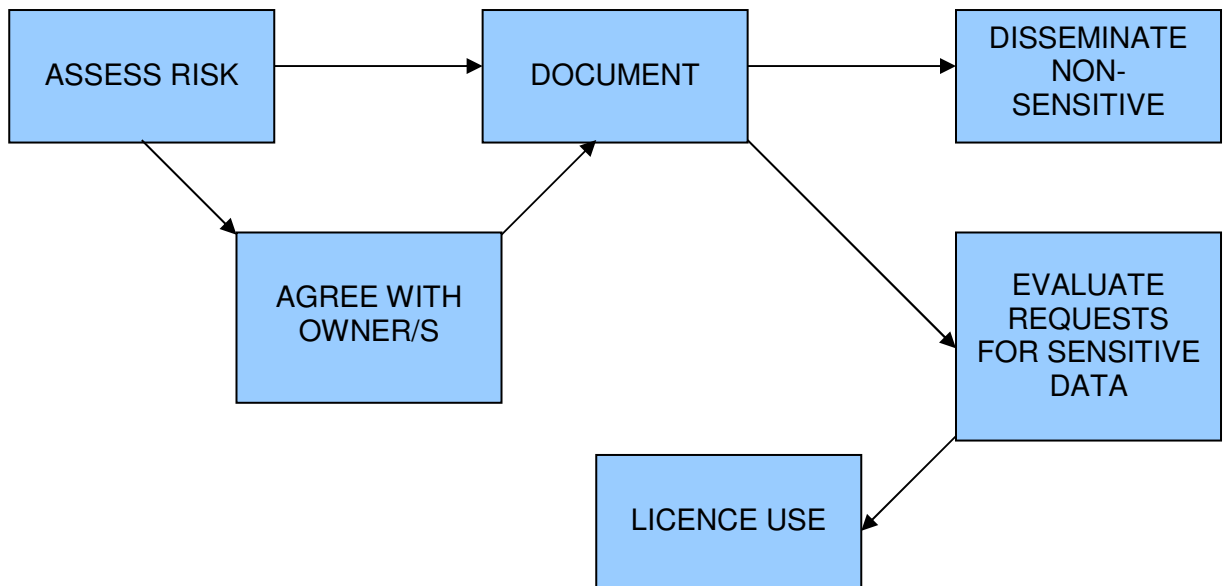 ASSESS RISK
DOCUMENT
DISSEMINATE
NON-
SENSITIVE
AGREE WITH
OWNER/S
EVALUATE
REQUESTS
FOR SENSITIVE
DATA
LICENCE USE